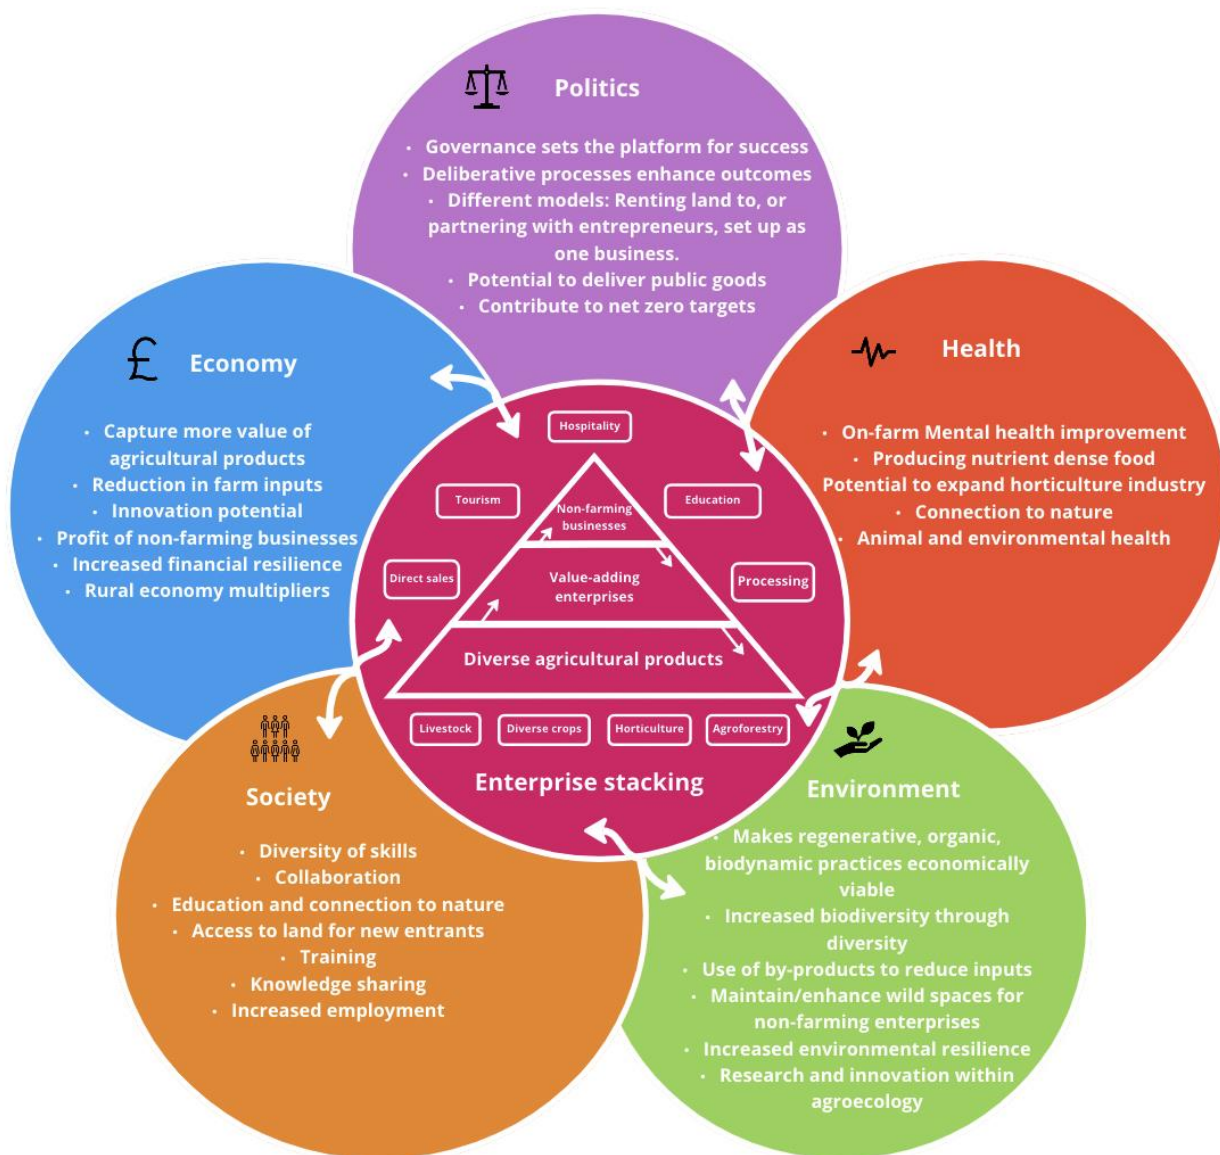 Politics
• Governance sets the platform for success
• Deliberative processes enhance outcomes
• Different models: Renting land to, or
partnering with entrepreneurs, set up as
one business.
• Potential to deliver public goods
• Contribute to net zero targets
£
Economy
• Capture more value of
agricultural products
• Reduction in farm inputs
• Innovation potential
• Profit of non-farming businesses
• Increased financial resilience
• Rural economy multipliers
Health
• On-farm Mental health improvement
• Producing nutrient dense food
Potential to expand horticulture industry
• Connection to nature
• Animal and environmental health
Hospitality
Tourism
Education
Non-farming
businesses
Direct sales
Value-adding
enterprises
Processing
Diverse agricultural products
Livestock
Diverse crops
Horticulture
Agroforestry
Enterprise stacking
Society
• Diversity of skills
• Collaboration
• Education and connection to nature
• Access to land for new entrants
• Training
• Knowledge sharing
• Increased employment
Environment
• Makes regenerative, organic,
biodynamic practices economically
viable
• Increased biodiversity through
diversity
• Use of by-products to reduce inputs
• Maintain/enhance wild spaces for
non-farming enterprises
• Increased environmental resilience
• Research and innovation within
agroecology